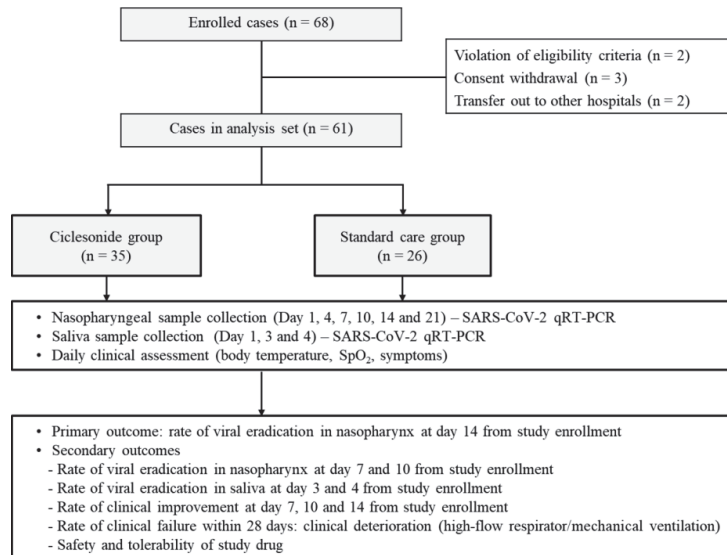 Enrolled cases (n = 68)
Violation of eligibility criteria (n = 2)
Consent withdrawal (n = 3)
Transfer out to other hospitals (n = 2)
Cases in analysis set (n = 61)
Ciclesonide group
(n = 35)
Standard care group
(n = 26)
• Nasopharyngeal sample collection (Day 1, 4, 7, 10, 14 and 21) – SARS-CoV-2 qRT-PCR
• Saliva sample collection (Day 1, 3 and 4) – SARS-CoV-2 qRT-PCR
• Daily clinical assessment (body temperature, SpO₂, symptoms)
• Primary outcome: rate of viral eradication in nasopharynx at day 14 from study enrollment
• Secondary outcomes
- Rate of viral eradication in nasopharynx at day 7 and 10 from study enrollment
- Rate of viral eradication in saliva at day 3 and 4 from study enrollment
- Rate of clinical improvement at day 7, 10 and 14 from study enrollment
- Rate of clinical failure within 28 days: clinical deterioration (high-flow respirator/mechanical ventilation)
- Safety and tolerability of study drug